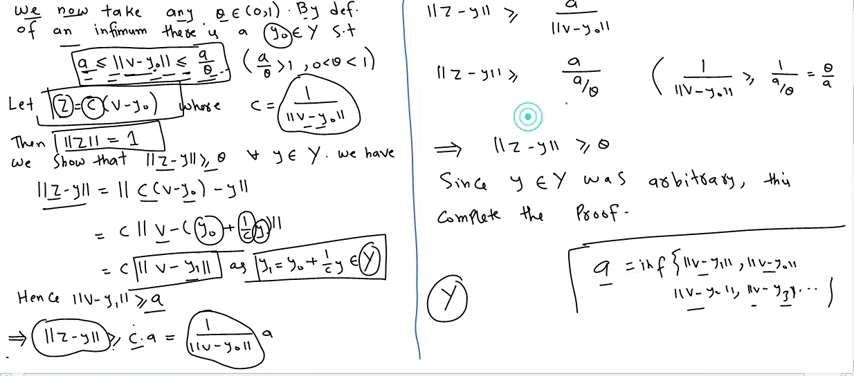 We now take any θ ∈ (0,1). By def.
of an infimum there is a y₀ ∈ Y s.t
a ≤ ||v-y₀|| ≤ a/θ (a/θ > 1, 0<θ<1)
Let z = c(v-y₀) where c = 1/||v-y₀||
Then ||z|| = 1
we show that ||z-y|| ≥ θ ∀ y ∈ Y. we have
||z-y|| = || c(v-y₀) - y||
= c || v - (y₀ + 1/c y)||
= c || v-y₁|| as y₁ = y₀ + 1/c y ∈ Y
Hence ||v-y₁|| ≥ a
⇒ ||z-y|| ≥ c·a = 1/||v-y₀|| a
||z-y|| ≥ a/||v-y₀||
||z-y|| ≥ a/a/θ ( 1/||v-y₀|| ≥ 1/a/θ = θ/a
⇒ ||z-y|| ≥ θ
Since y ∈ Y was arbitrary, this
complete the Proof.
a = inf { ||v-y₁||, ||v-y₀||
||v-y₂||, ||v-y₃|| ... }
Y